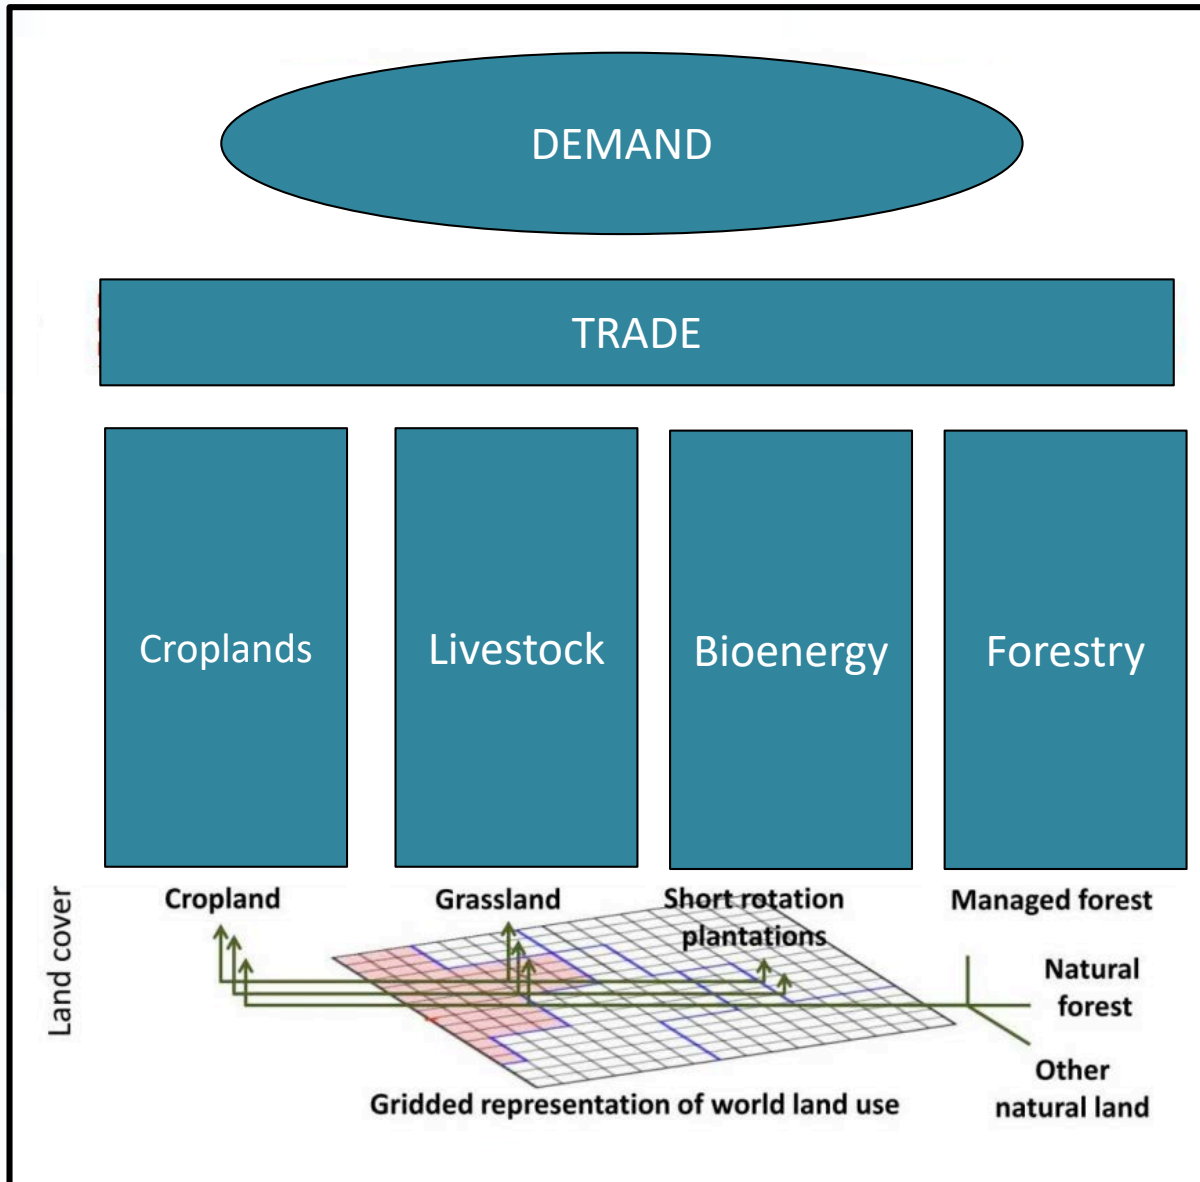 DEMAND
TRADE
Croplands
Livestock
Bioenergy
Forestry
Land cover
Cropland
Grassland
Short rotation
plantations
Managed forest
Natural
forest
Other
natural land
Gridded representation of world land use